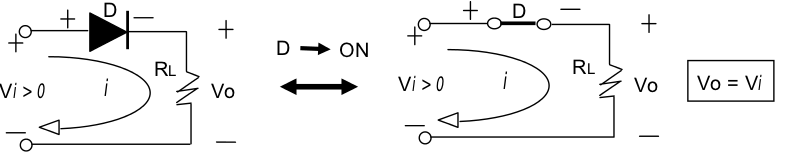 D
+ −
+ +
D → ON
Vi > 0 i RL Vo
−  −
D
+ −
+ +
Vi > 0 i RL Vo
− −
Vo = Vi